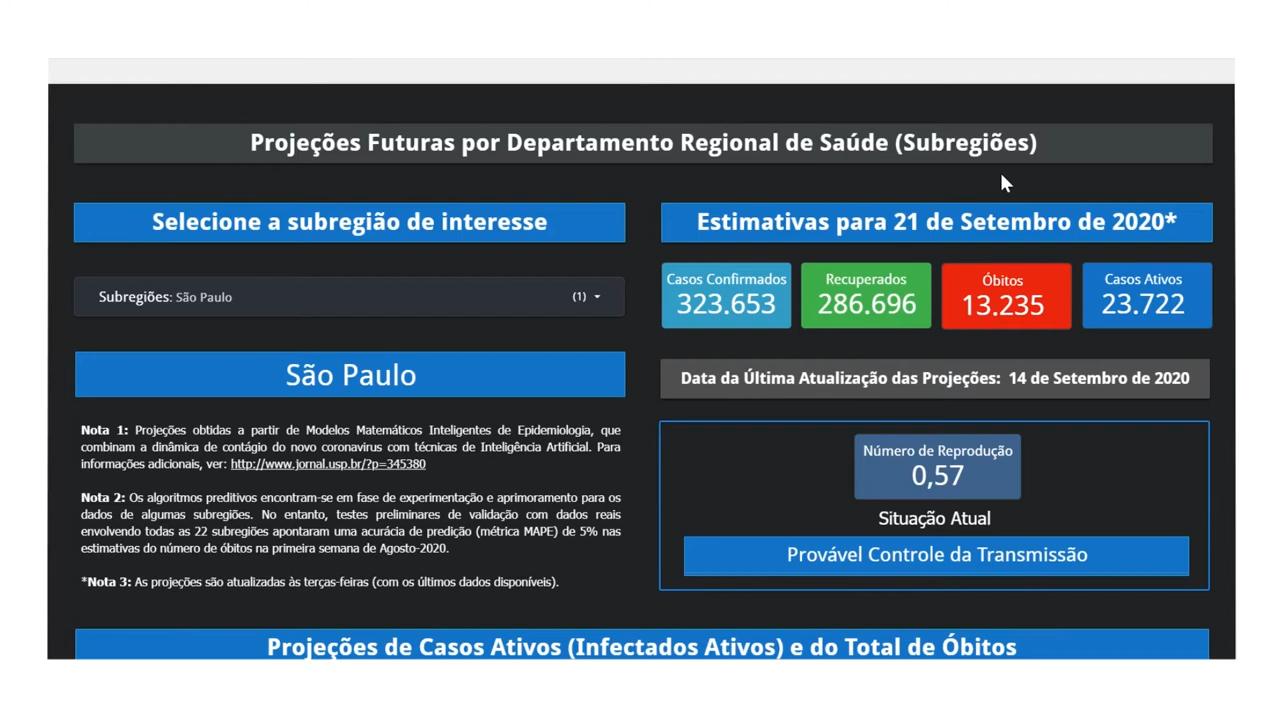 Projeções Futuras por Departamento Regional de Saúde (Subregiões)
Selecione a subregião de interesse
Subregiões: São Paulo (1)
São Paulo
Nota 1: Projeções obtidas a partir de Modelos Matemáticos Inteligentes de Epidemiologia, que
combinam a dinâmica de contágio do novo coronavirus com técnicas de Inteligência Artificial. Para
informações adicionais, ver: http://www.jornal.usp.br/?p=345380
Nota 2: Os algoritmos preditivos encontram-se em fase de experimentação e aprimoramento para os
dados de algumas subregiões. No entanto, testes preliminares de validação com dados reais
envolvendo todas as 22 subregiões apontaram uma acurácia de predição (métrica MAPE) de 5% nas
estimativas do número de óbitos na primeira semana de Agosto-2020.
*Nota 3: As projeções são atualizadas às terças-feiras (com os últimos dados disponíveis).
Estimativas para 21 de Setembro de 2020*
Casos Confirmados
323.653
Recuperados
286.696
Óbitos
13.235
Casos Ativos
23.722
Data da Última Atualização das Projeções: 14 de Setembro de 2020
Número de Reprodução
0,57
Situação Atual
Provável Controle da Transmissão
Projeções de Casos Ativos (Infectados Ativos) e do Total de Óbitos